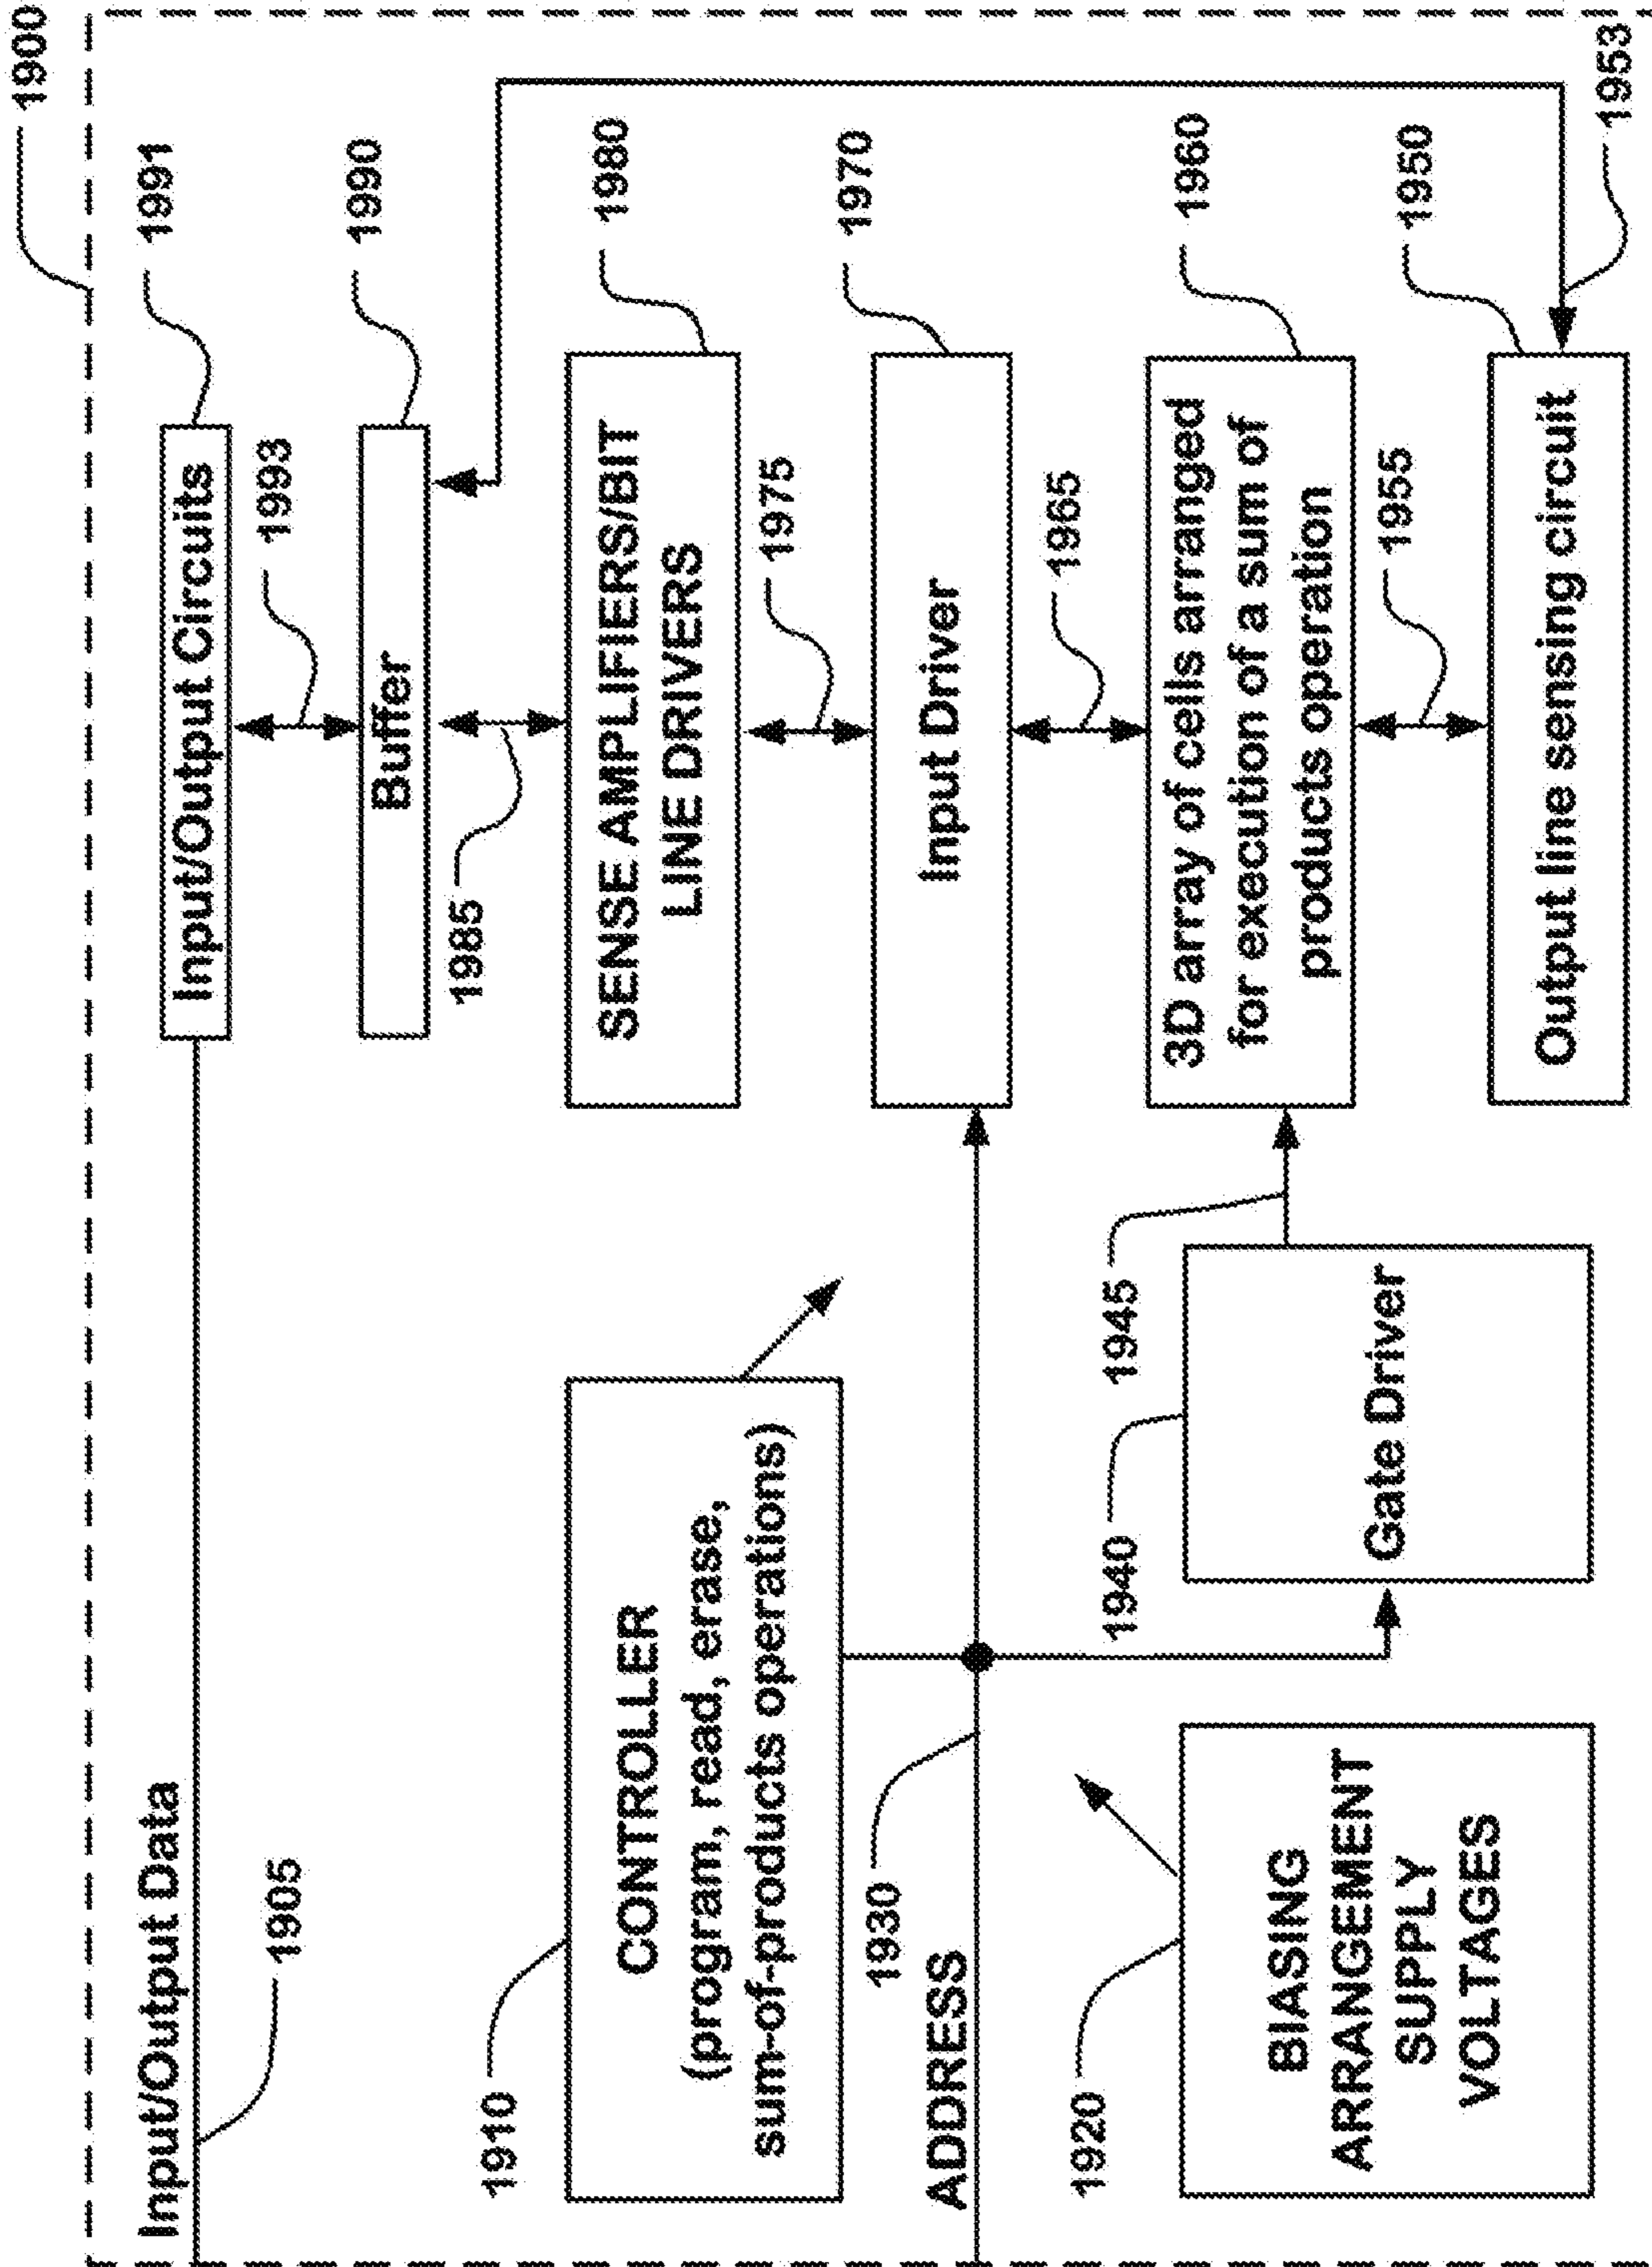 1900
Input/Output Data
1905
Input/Output Circuits
1991
1993
Buffer
1990
1985
SENSE AMPLIFIERS/BIT
LINE DRIVERS
1980
1975
Input Driver
1970
1965
3D array of cells arranged
for execution of a sum of
products operation
1960
1955
Output line sensing circuit
1950
1953
1910
CONTROLLER
(program, read, erase,
sum-of-products operations)
ADDRESS
1930
1920
BIASING
ARRANGEMENT
SUPPLY
VOLTAGES
1940
Gate Driver
1945